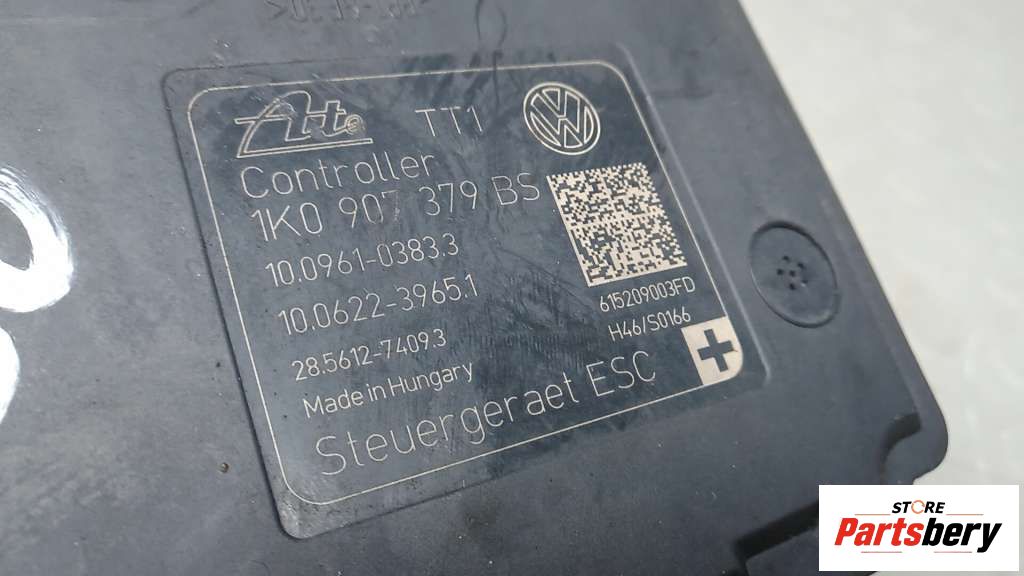 Ate TT1
Controller
1K0 907 379 BS
10.0961-0383.3
10.0622-3965.1
28.5612-7409.3
Made in Hungary
615209003FD
H46/S0166
Steuergeraet ESC
STORE
Partsbery